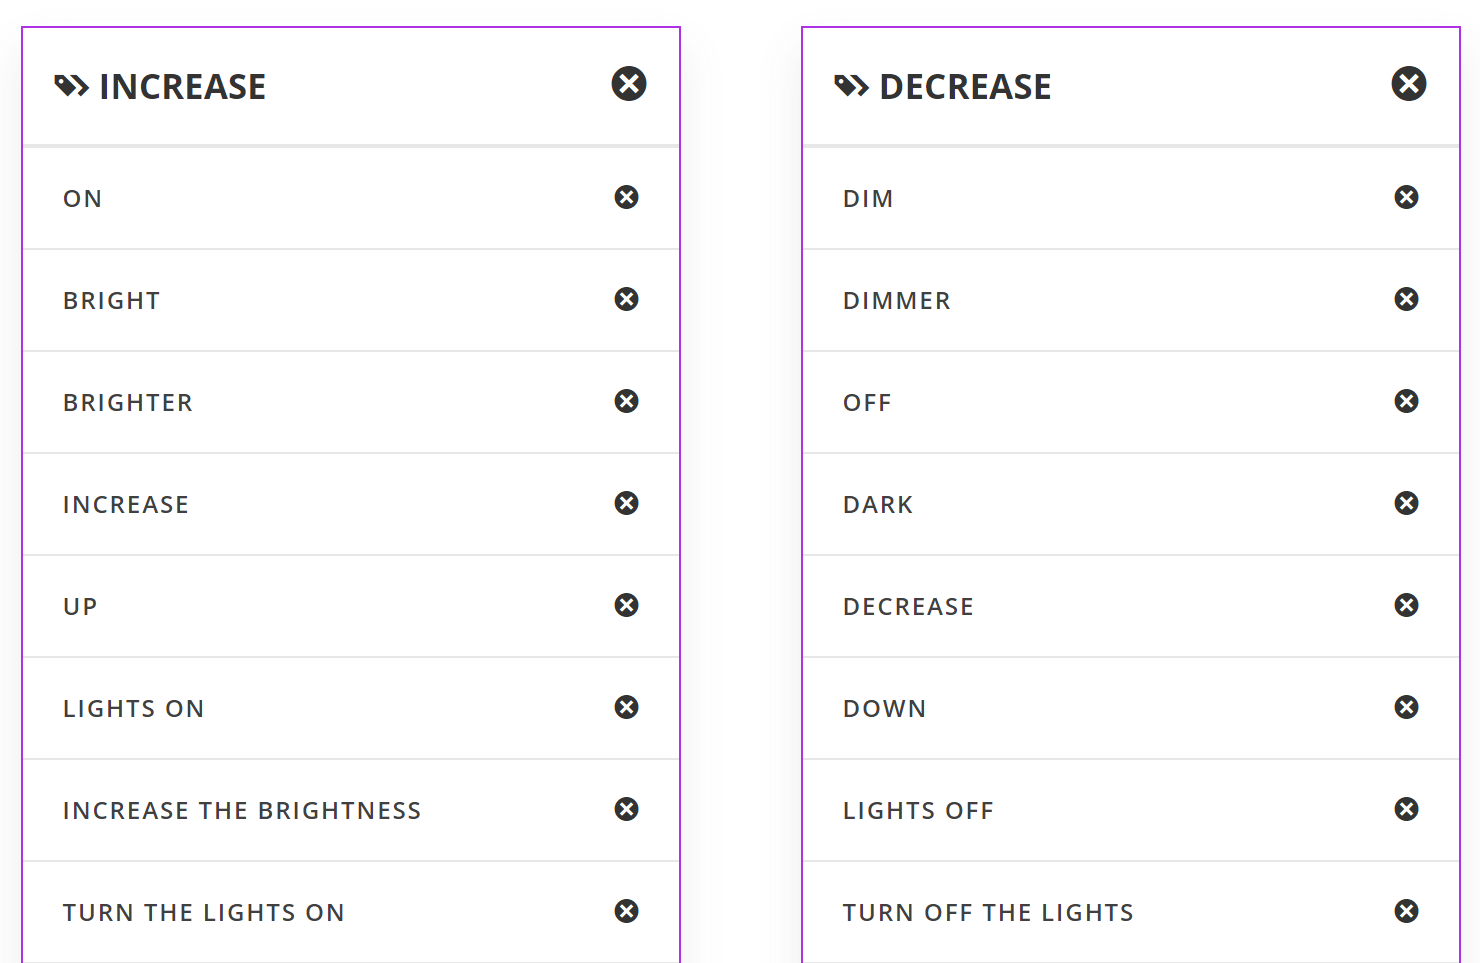 INCREASE
ON
BRIGHT
BRIGHTER
INCREASE
UP
LIGHTS ON
INCREASE THE BRIGHTNESS
TURN THE LIGHTS ON
DECREASE
DIM
DIMMER
OFF
DARK
DECREASE
DOWN
LIGHTS OFF
TURN OFF THE LIGHTS